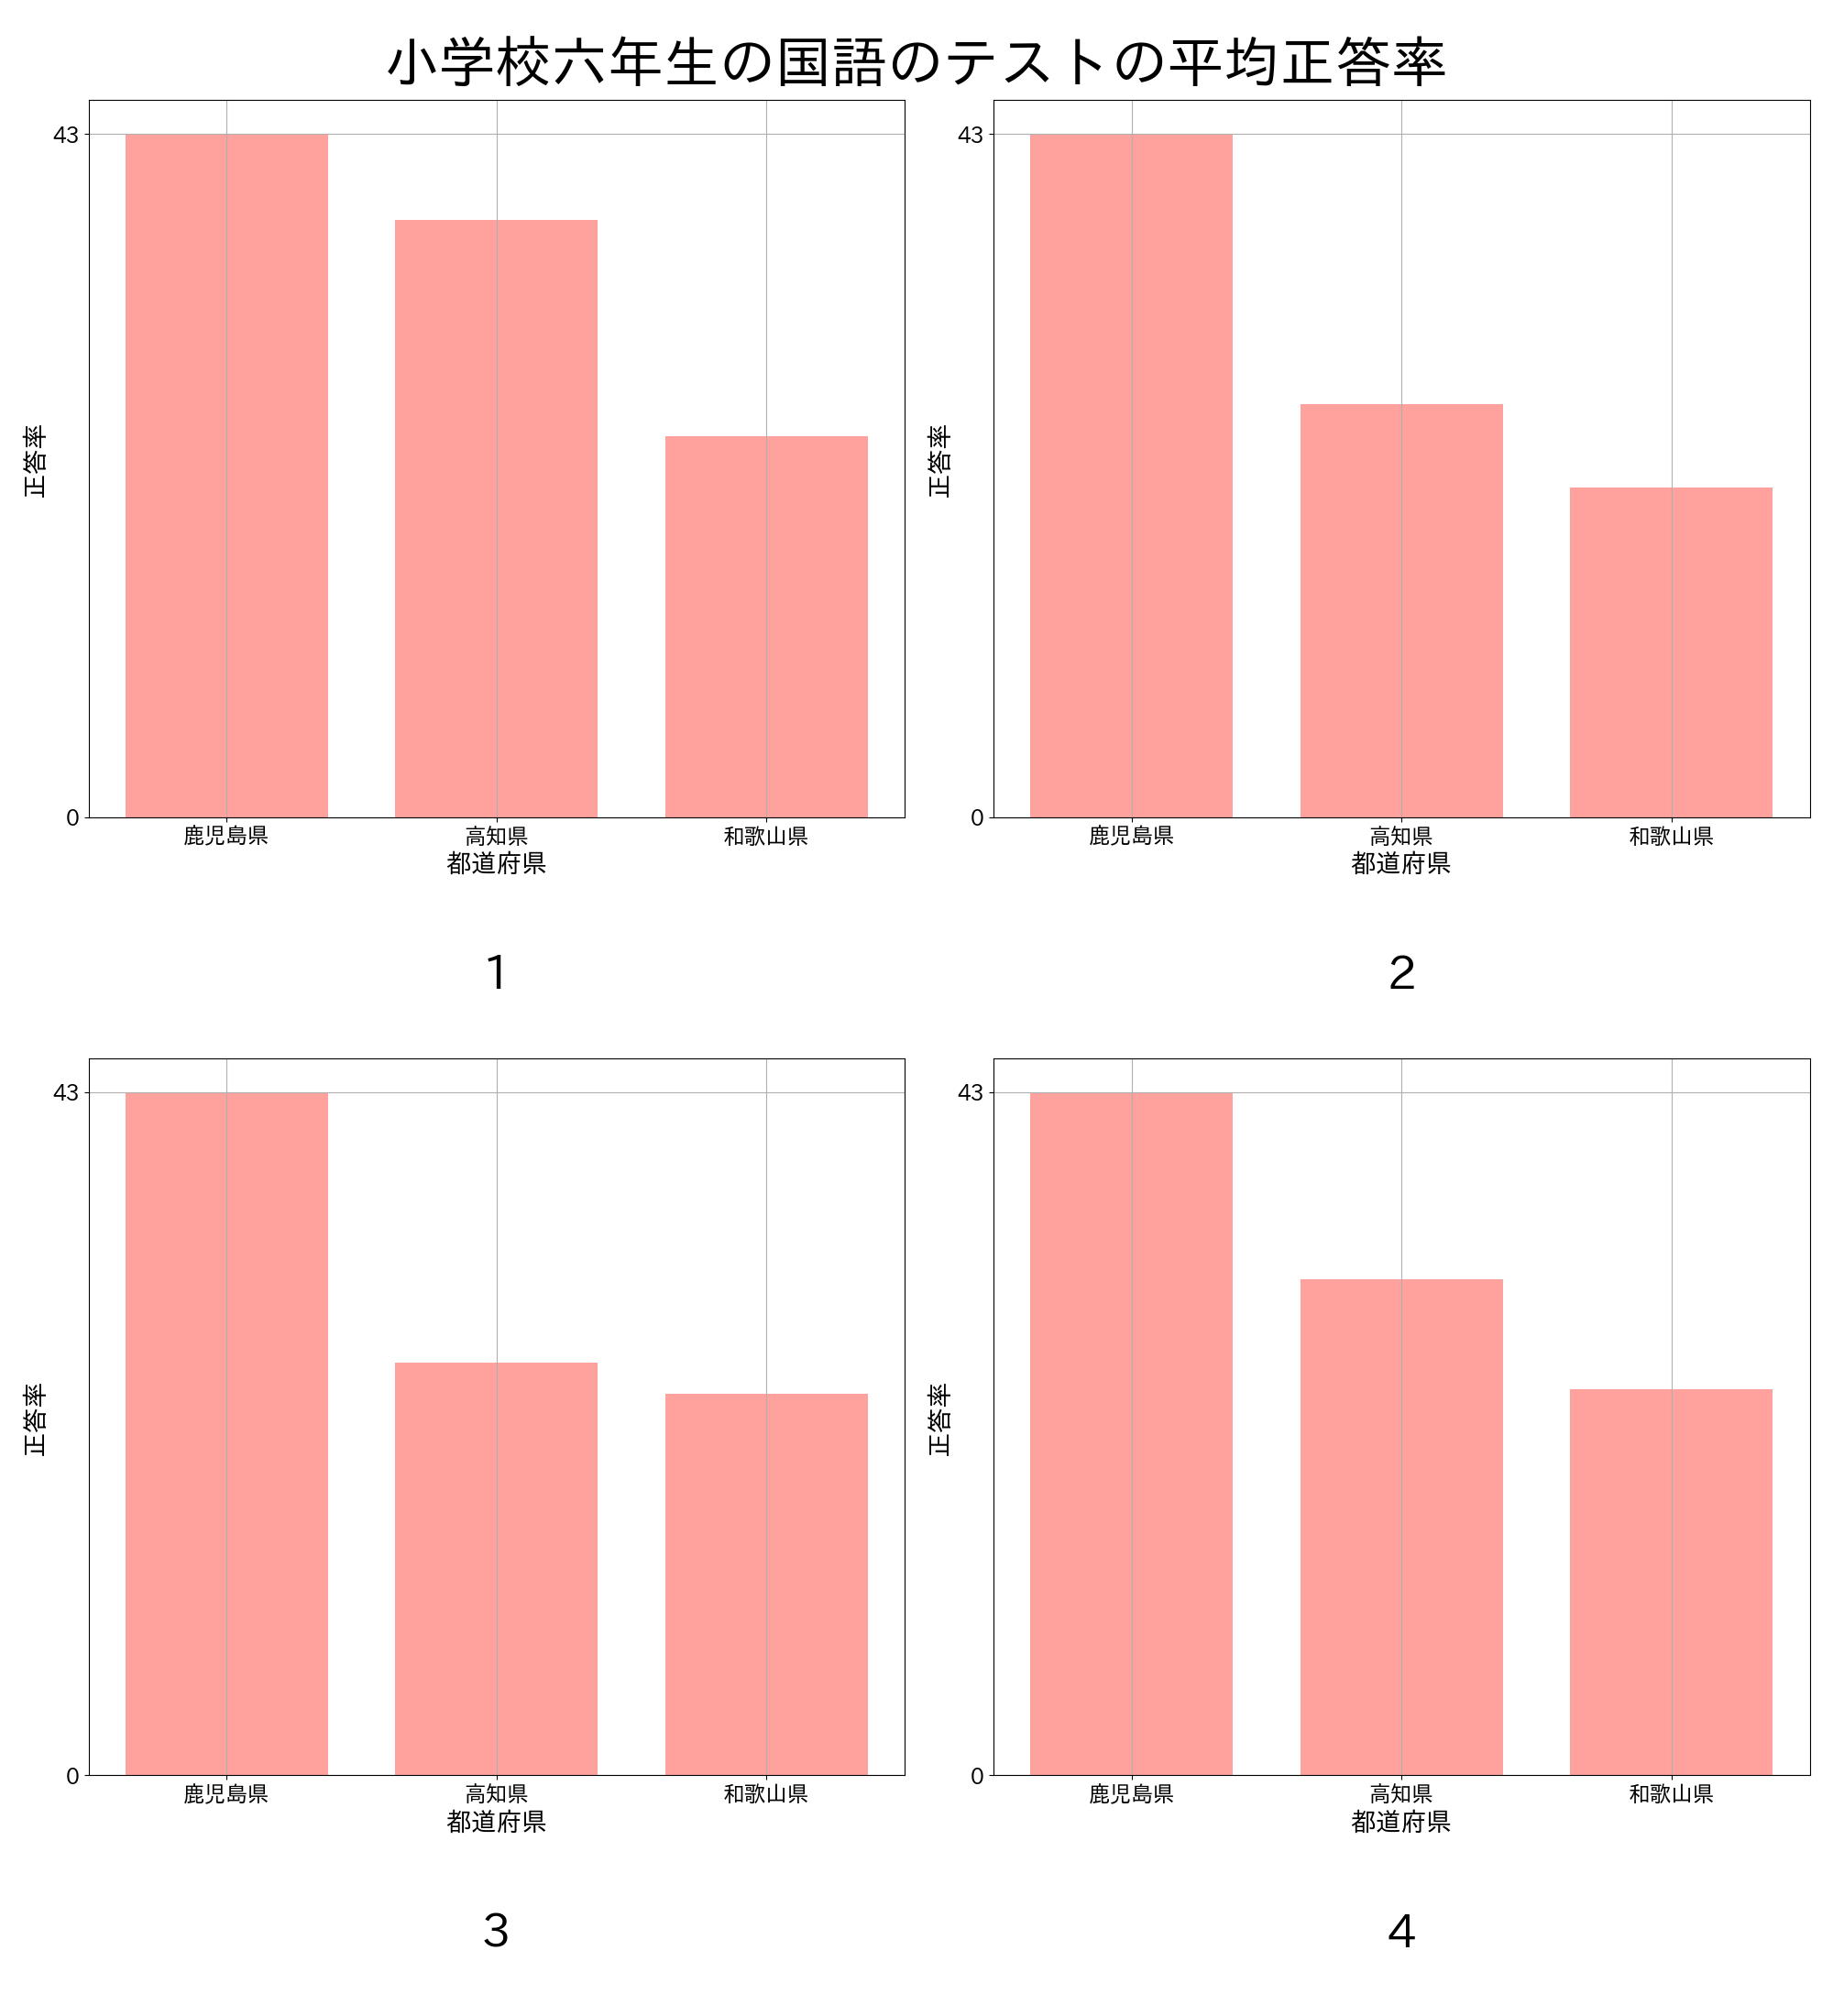 小学校六年生の国語のテストの平均正答率
43
正答率
0
鹿児島県 高知県 和歌山県
都道府県
1
43
正答率
0
鹿児島県 高知県 和歌山県
都道府県
2
43
正答率
0
鹿児島県 高知県 和歌山県
都道府県
3
43
正答率
0
鹿児島県 高知県 和歌山県
都道府県
4